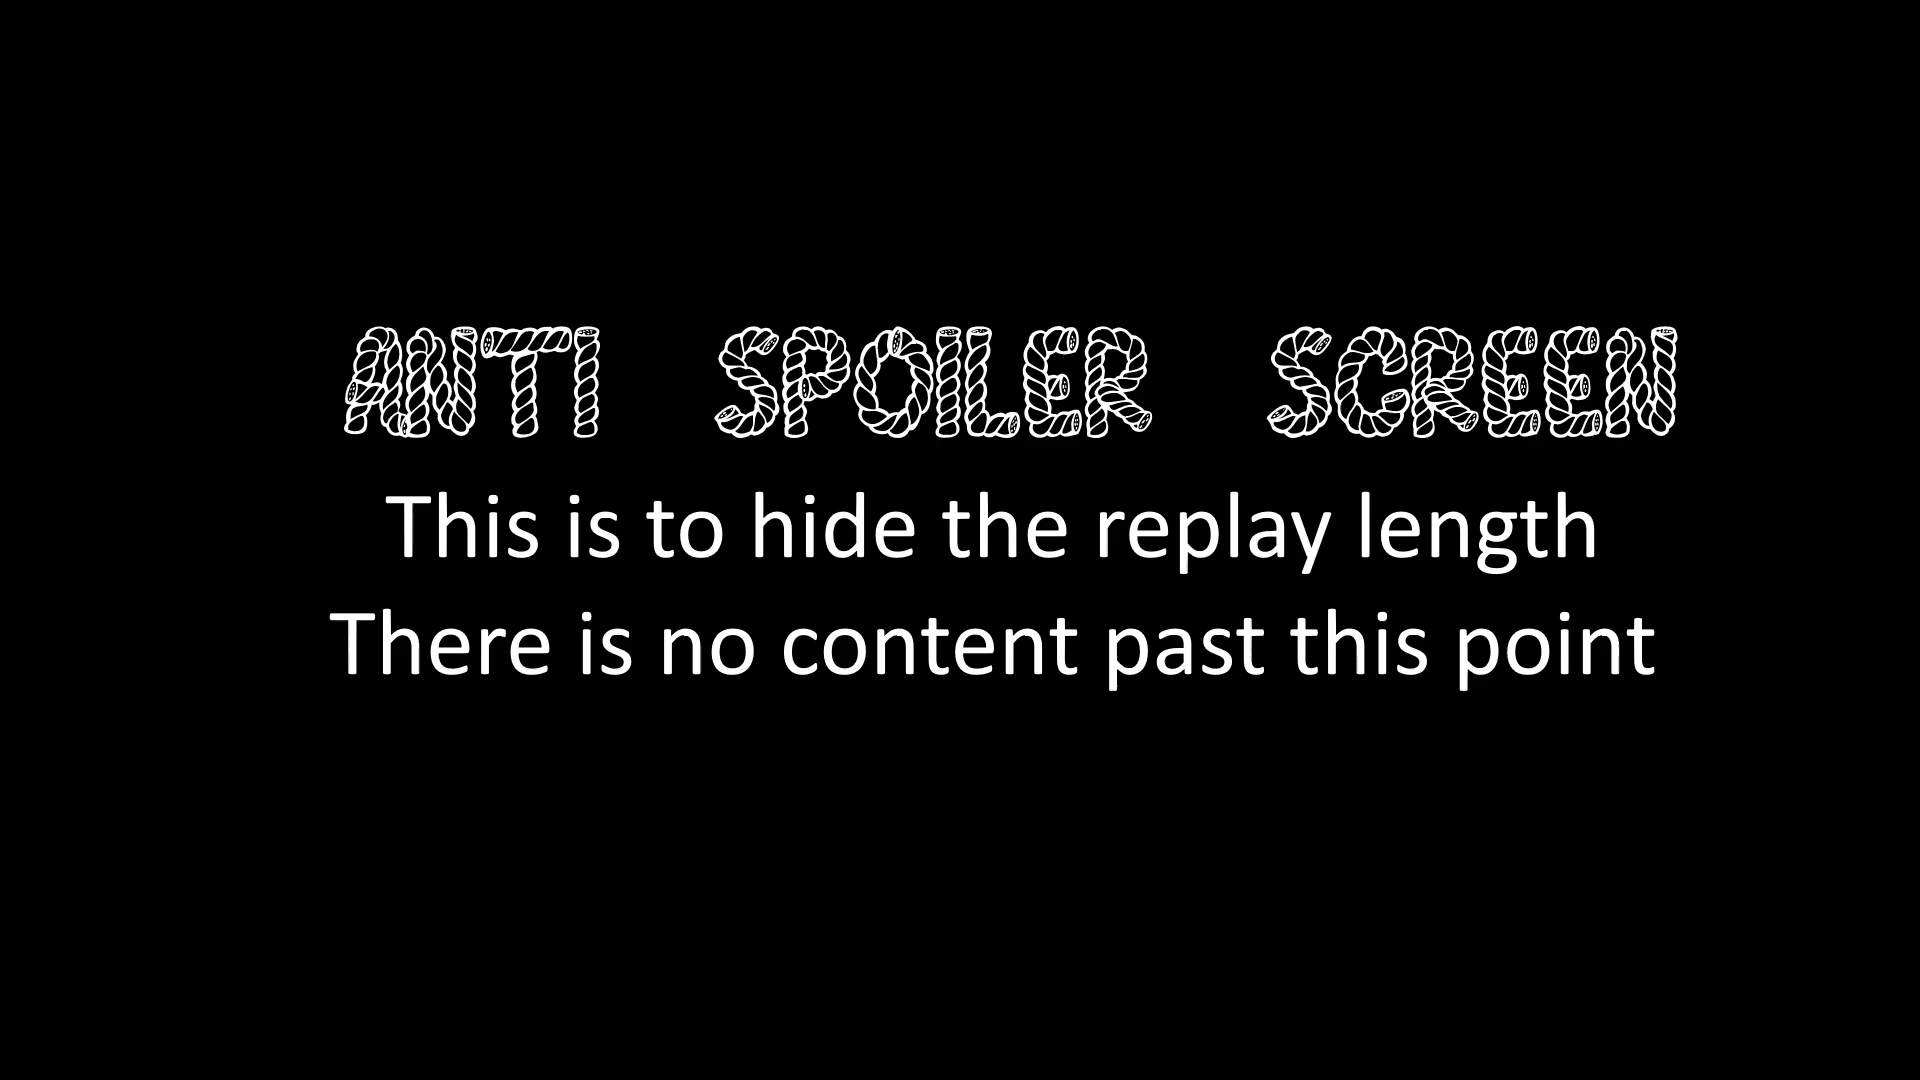 ANTI SPOILER SCREEN
This is to hide the replay length
There is no content past this point